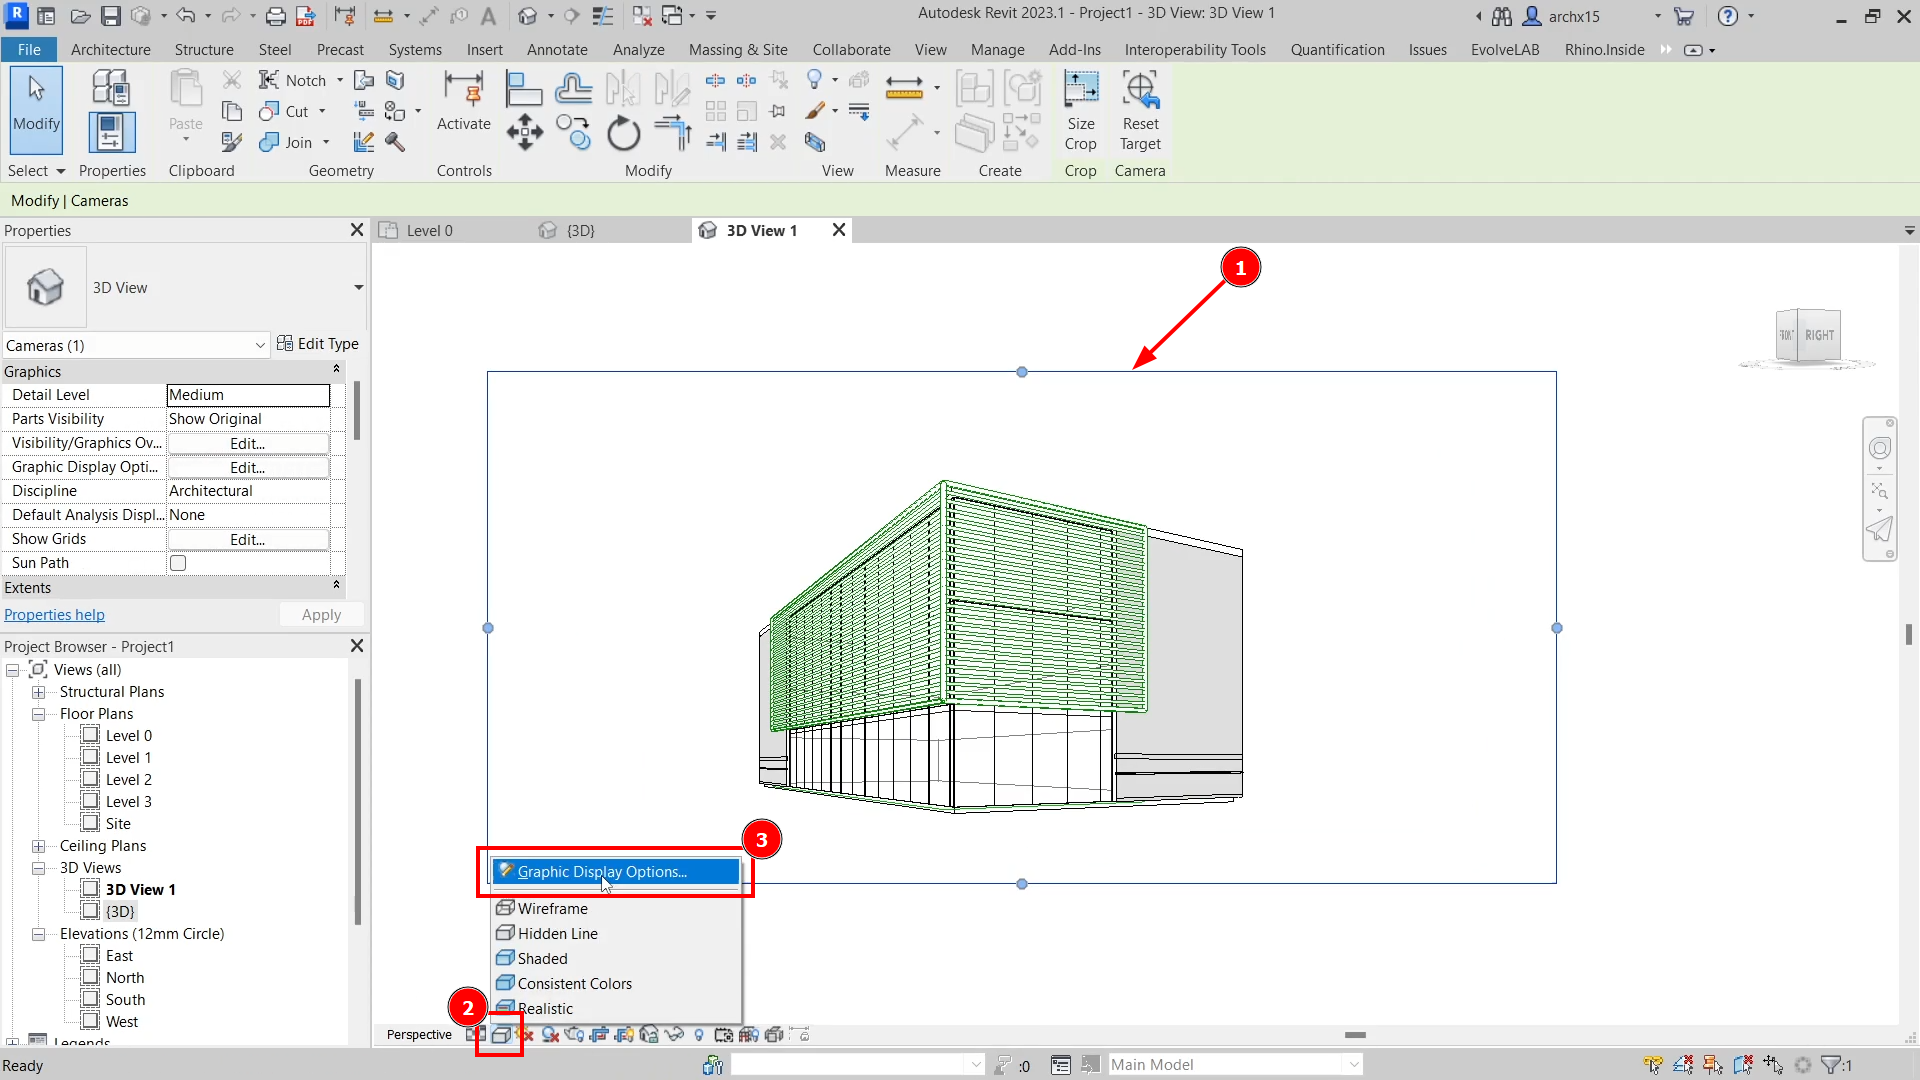 Autodesk Revit 2023.1 - Project1 - 3D View: 3D View 1
archx15
File Architecture Structure Steel Precast Systems Insert Annotate Analyze Massing & Site Collaborate View Manage Add-Ins Interoperability Tools Quantification Issues EvolveLAB Rhino.Inside
Modify
Paste
Notch
Cut
Join
Activate
Size Crop
Reset Target
Select Properties Clipboard Geometry Controls Modify View Measure Create Crop Camera
Modify | Cameras
Properties
Level 0
{3D}
3D View 1
3D View
Cameras (1)
Edit Type
Graphics
Detail Level Medium
Parts Visibility Show Original
Visibility/Graphics Ov... Edit...
Graphic Display Opti... Edit...
Discipline Architectural
Default Analysis Displ... None
Show Grids Edit...
Sun Path
Extents
Properties help
Apply
Project Browser - Project1
Views (all)
Structural Plans
Floor Plans
Level 0
Level 1
Level 2
Level 3
Site
Ceiling Plans
3D Views
3D View 1
{3D}
Elevations (12mm Circle)
East
North
South
West
Legends
1
FRONT RIGHT
3
Graphic Display Options...
Wireframe
Hidden Line
Shaded
Consistent Colors
Realistic
2
Perspective
Ready
:0
Main Model
:1